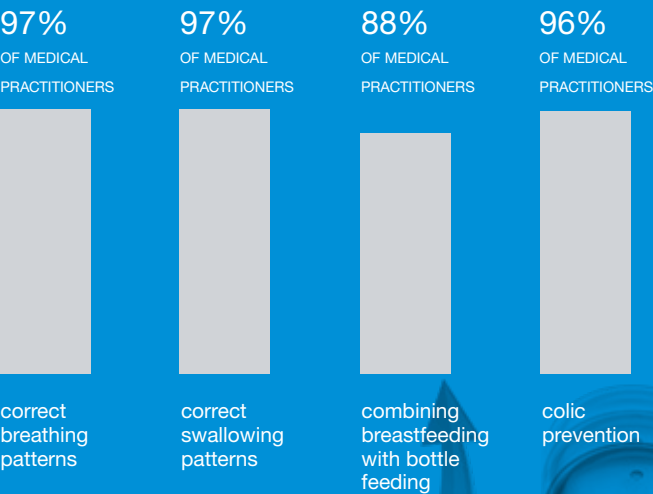 97%
OF MEDICAL
PRACTITIONERS
correct
breathing
patterns
97%
OF MEDICAL
PRACTITIONERS
correct
swallowing
patterns
88%
OF MEDICAL
PRACTITIONERS
combining
breastfeeding
with bottle
feeding
96%
OF MEDICAL
PRACTITIONERS
colic
prevention